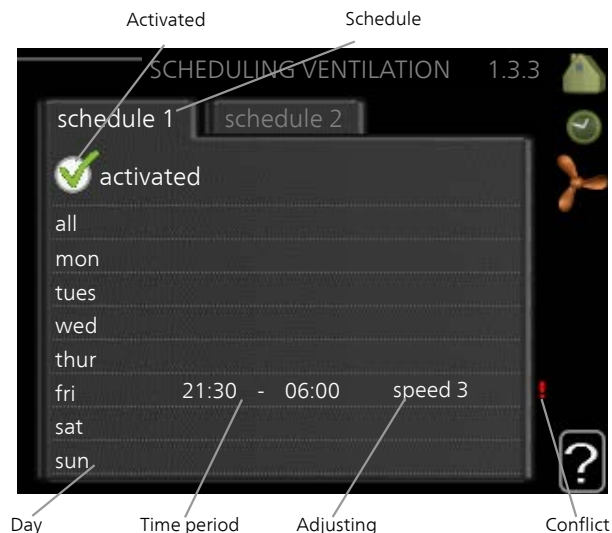 Activated Schedule
SCHEDULING VENTILATION 1.3.3
schedule 1 schedule 2
activated
all
mon
tues
wed
thur
fri 21:30 - 06:00 speed 3 !
sat
sun
?
Day Time period Adjusting Conflict